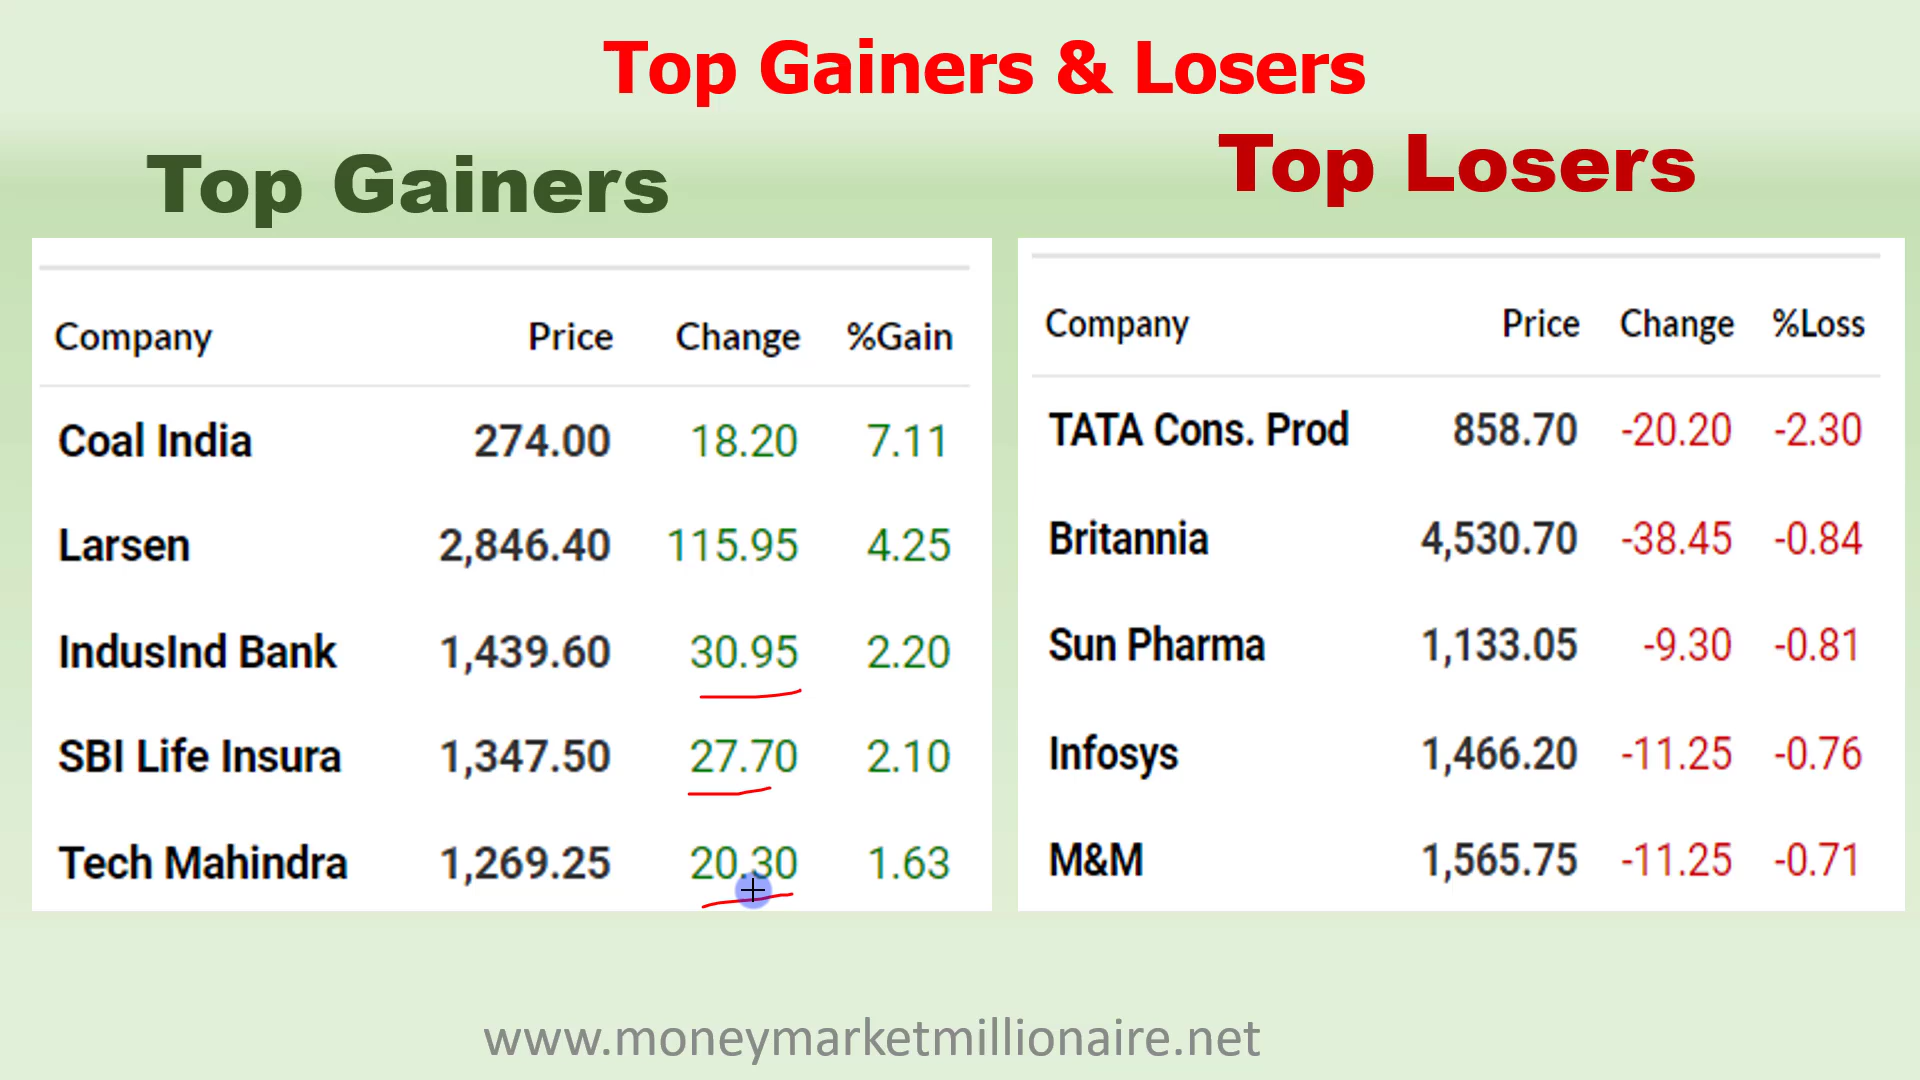 Top Gainers & Losers
Top Gainers
Company Price Change %Gain
Coal India 274.00 18.20 7.11
Larsen 2,846.40 115.95 4.25
IndusInd Bank 1,439.60 30.95 2.20
SBI Life Insura 1,347.50 27.70 2.10
Tech Mahindra 1,269.25 20.30 1.63
Top Losers
Company Price Change %Loss
TATA Cons. Prod 858.70 -20.20 -2.30
Britannia 4,530.70 -38.45 -0.84
Sun Pharma 1,133.05 -9.30 -0.81
Infosys 1,466.20 -11.25 -0.76
M&M 1,565.75 -11.25 -0.71
www.moneymarketmillionaire.net